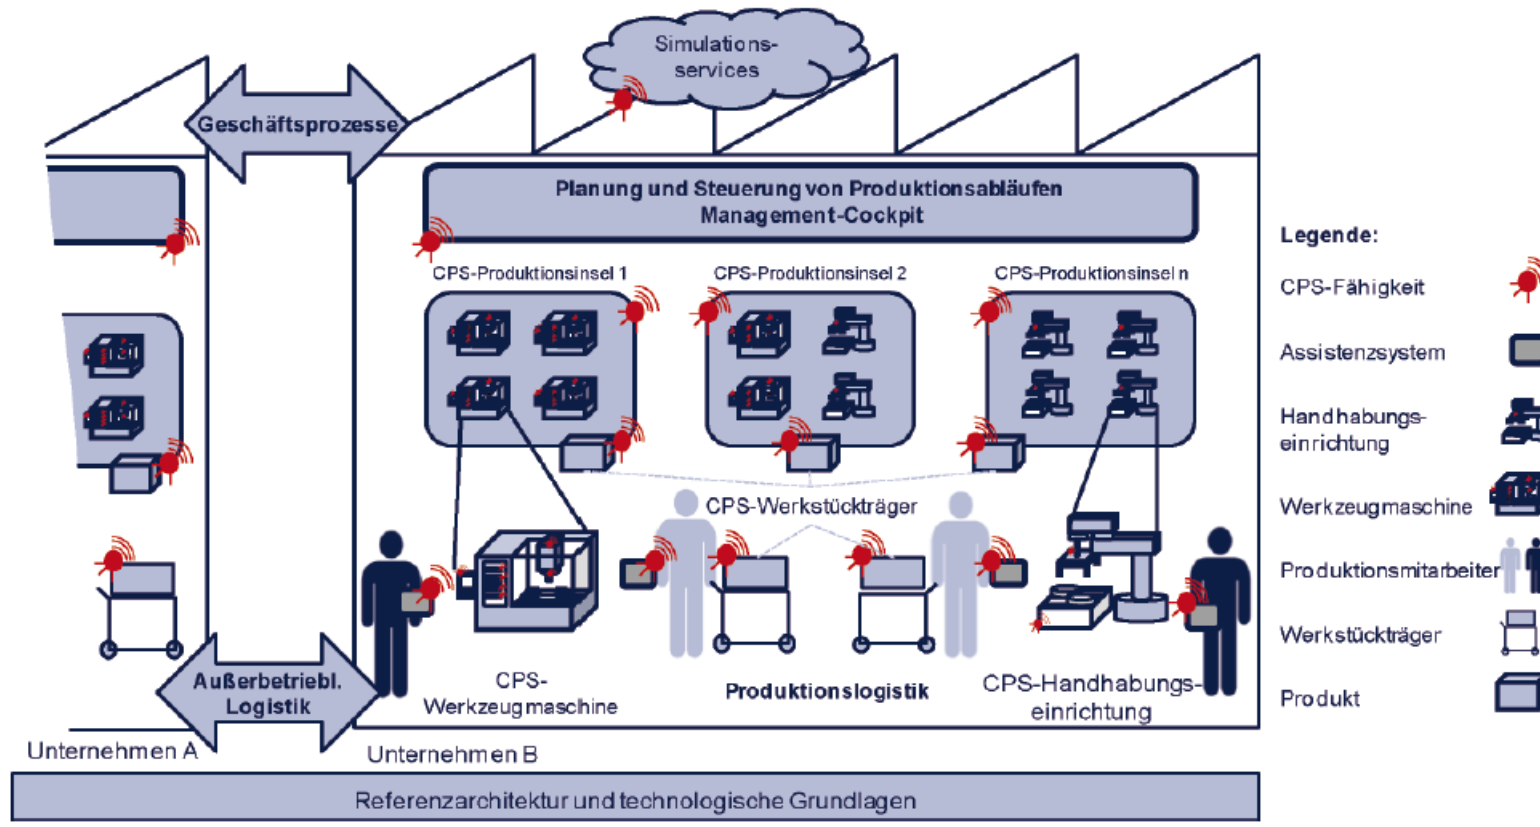 Simulations-
services
Geschäftsprozesse
Planung und Steuerung von Produktionsabläufen
Management-Cockpit
CPS-Produktionsinsel 1
CPS-Produktionsinsel 2
CPS-Produktionsinsel n
CPS-Werkstückträger
CPS-
Werkzeugmaschine
Produktionslogistik
CPS-Handhabungs-
einrichtung
Außerbetriebl.
Logistik
Unternehmen A
Unternehmen B
Referenzarchitektur und technologische Grundlagen
Legende:
CPS-Fähigkeit
Assistenzsystem
Handhabungs-
einrichtung
Werkzeugmaschine
Produktionsmitarbeiter
Werkstückträger
Produkt